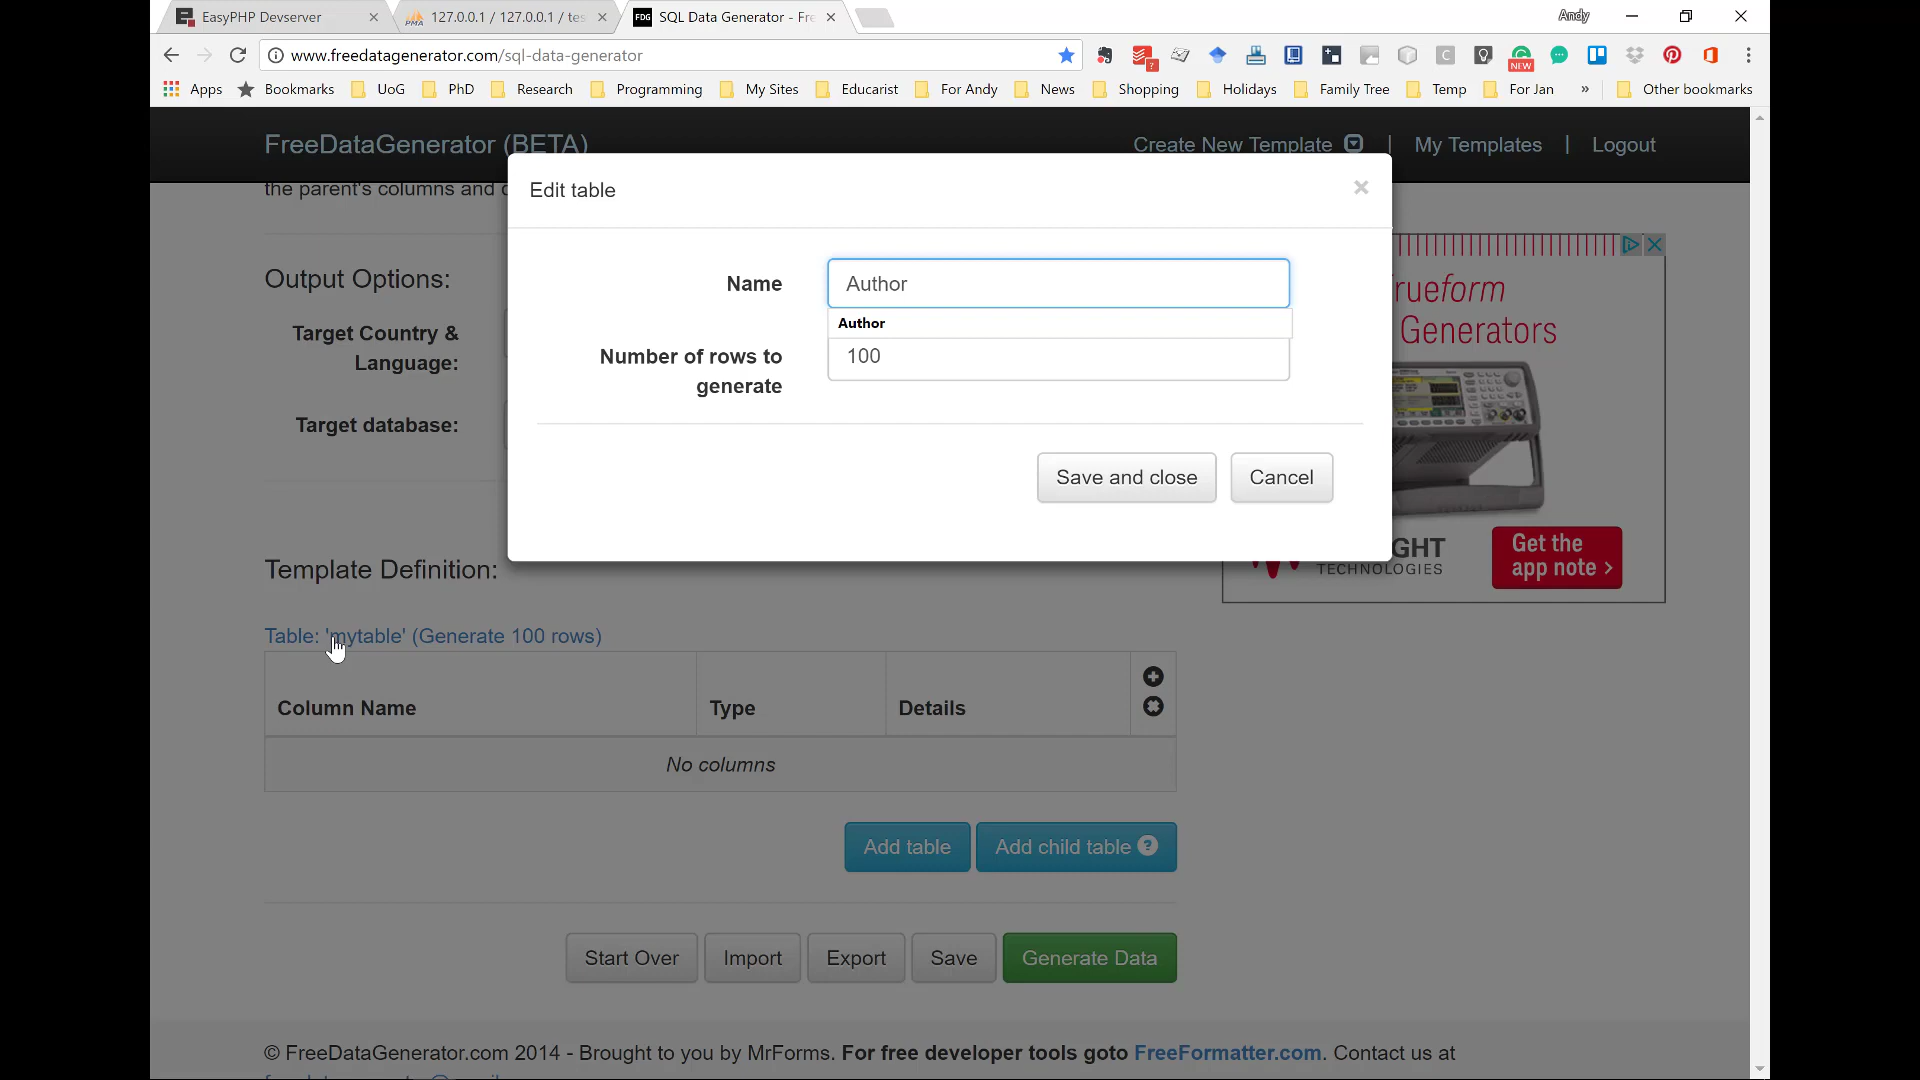 EasyPHP Devserver
127.0.0.1 / 127.0.0.1 / tes
SQL Data Generator - Fre
Andy
www.freedatagenerator.com/sql-data-generator
Apps Bookmarks UoG PhD Research Programming My Sites Educarist For Andy News Shopping Holidays Family Tree Temp For Jan » Other bookmarks
FreeDataGenerator (BETA)
Create New Template | My Templates | Logout
the parent's columns and
Edit table
Name
Author
Author
Number of rows to
generate
100
Save and close
Cancel
Output Options:
Target Country &
Language:
Target database:
rueform
Generators
GHT
TECHNOLOGIES
Get the
app note >
Template Definition:
Table: 'mytable' (Generate 100 rows)
Column Name Type Details
No columns
Add table
Add child table ?
Start Over Import Export Save Generate Data
© FreeDataGenerator.com 2014 - Brought to you by MrForms. For free developer tools goto FreeFormatter.com. Contact us at